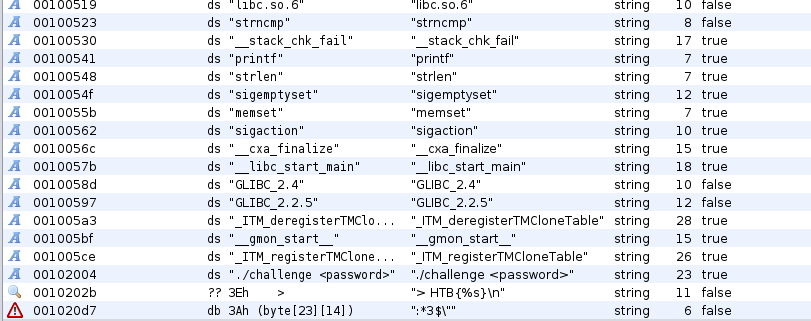 00100519 ds "libc.so.6" "libc.so.6" string 10 false
00100523 ds "strncmp" "strncmp" string 8 false
00100530 ds "__stack_chk_fail" "__stack_chk_fail" string 17 true
00100541 ds "printf" "printf" string 7 true
00100548 ds "strlen" "strlen" string 7 true
0010054f ds "sigemptyset" "sigemptyset" string 12 true
0010055b ds "memset" "memset" string 7 true
00100562 ds "sigaction" "sigaction" string 10 true
0010056c ds "__cxa_finalize" "__cxa_finalize" string 15 true
0010057b ds "__libc_start_main" "__libc_start_main" string 18 true
0010058d ds "GLIBC_2.4" "GLIBC_2.4" string 10 false
00100597 ds "GLIBC_2.2.5" "GLIBC_2.2.5" string 12 false
001005a3 ds "_ITM_deregisterTMClo... "_ITM_deregisterTMCloneTable" string 28 true
001005bf ds "__gmon_start__" "__gmon_start__" string 15 true
001005ce ds "_ITM_registerTMClone... "_ITM_registerTMCloneTable" string 26 true
00102004 ds "./challenge <password>" "./challenge <password>" string 23 true
0010202b ?? 3Eh > "> HTB{%s}\n" string 11 false
001020d7 db 3Ah (byte[23][14]) ":*3$\"" string 6 false